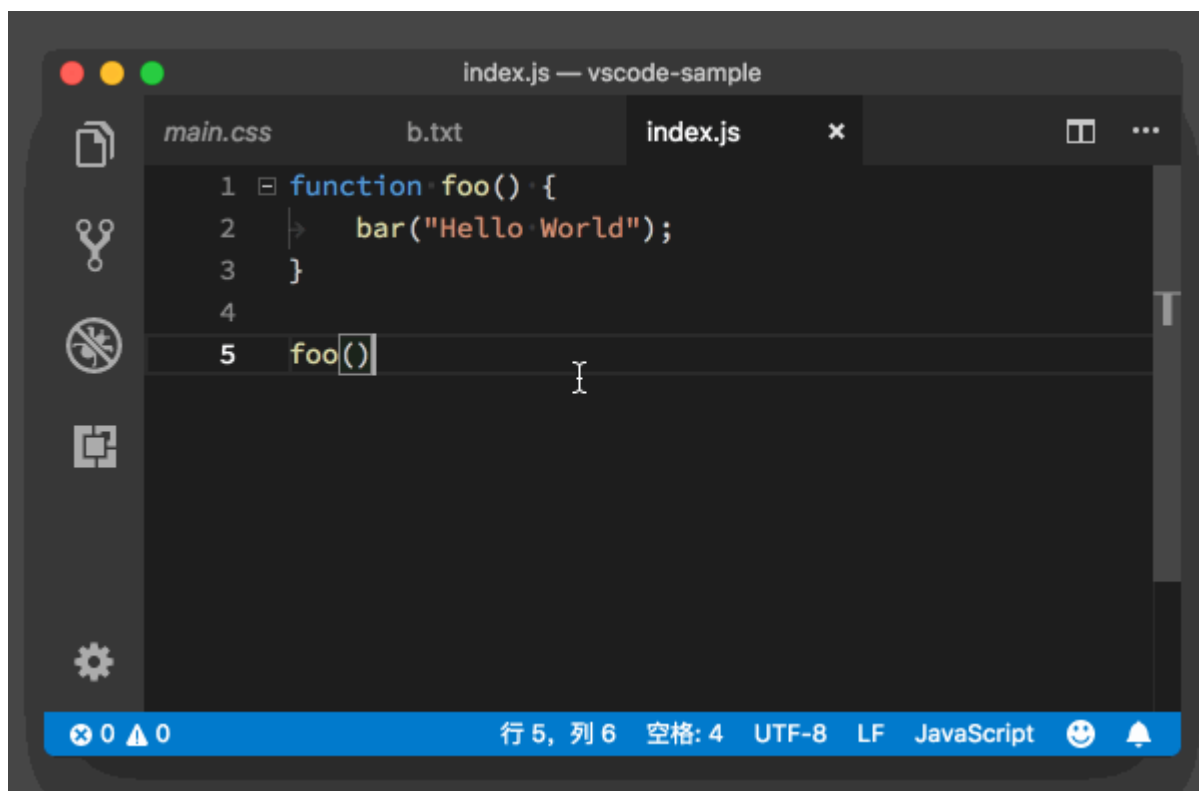 index.js — vscode-sample
main.css b.txt index.js
1 function foo() {
2 bar("Hello World");
3 }
4
5 foo()
0 0 行 5，列 6 空格: 4 UTF-8 LF JavaScript